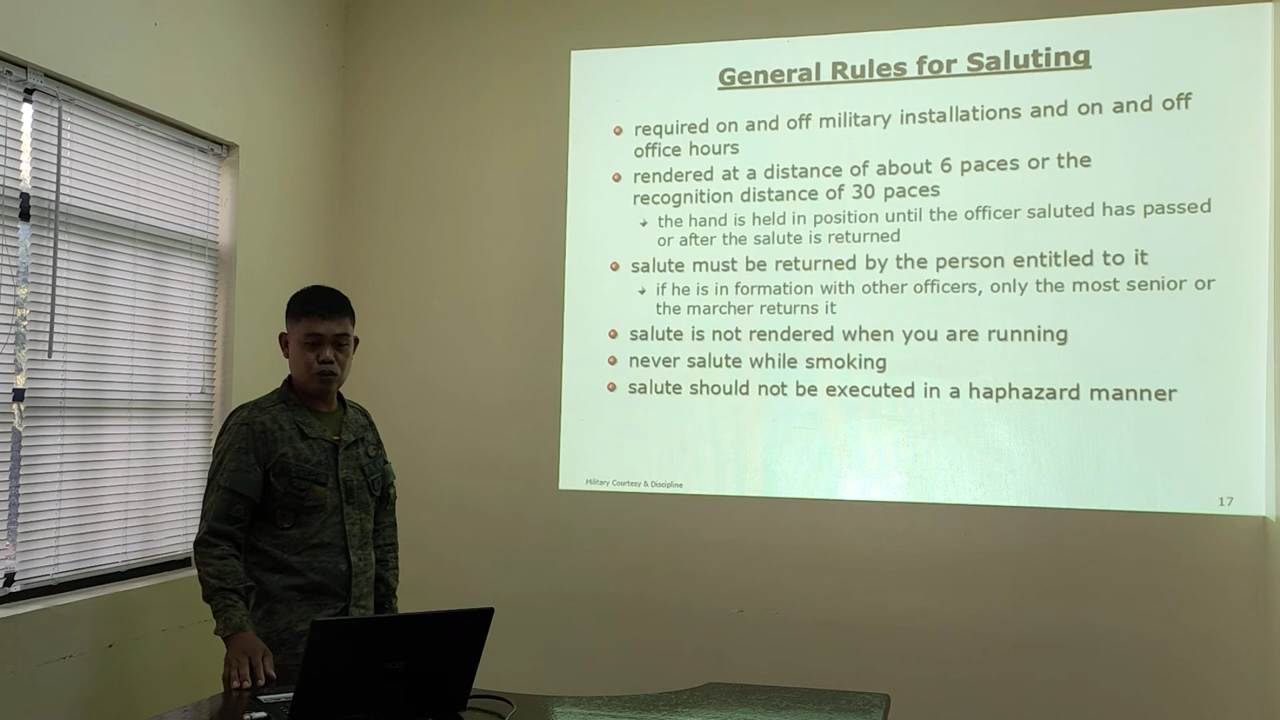 General Rules for Saluting
required on and off military installations and on and off
office hours
rendered at a distance of about 6 paces or the
recognition distance of 30 paces
the hand is held in position until the officer saluted has passed
or after the salute is returned
salute must be returned by the person entitled to it
if he is in formation with other officers, only the most senior or
the marcher returns it
salute is not rendered when you are running
never salute while smoking
salute should not be executed in a haphazard manner
Military Courtesy & Discipline
17